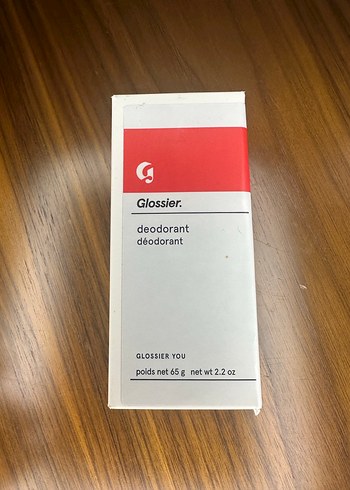 G
Glossier.
deodorant
déodorant
GLOSSIER YOU
poids net 65 g net wt 2.2 oz